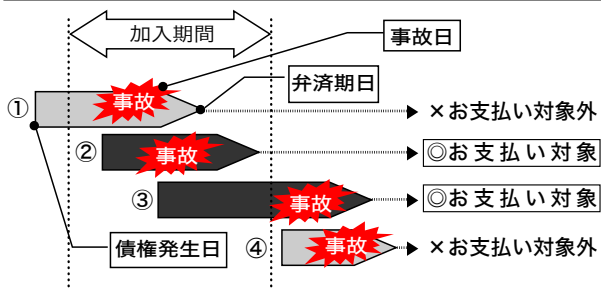 加入期間
事故日
弁済期日
① 事故 ×お支払い対象外
② 事故 ◎お支払い対象
③ 事故 ◎お支払い対象
債権発生日
④ 事故 ×お支払い対象外